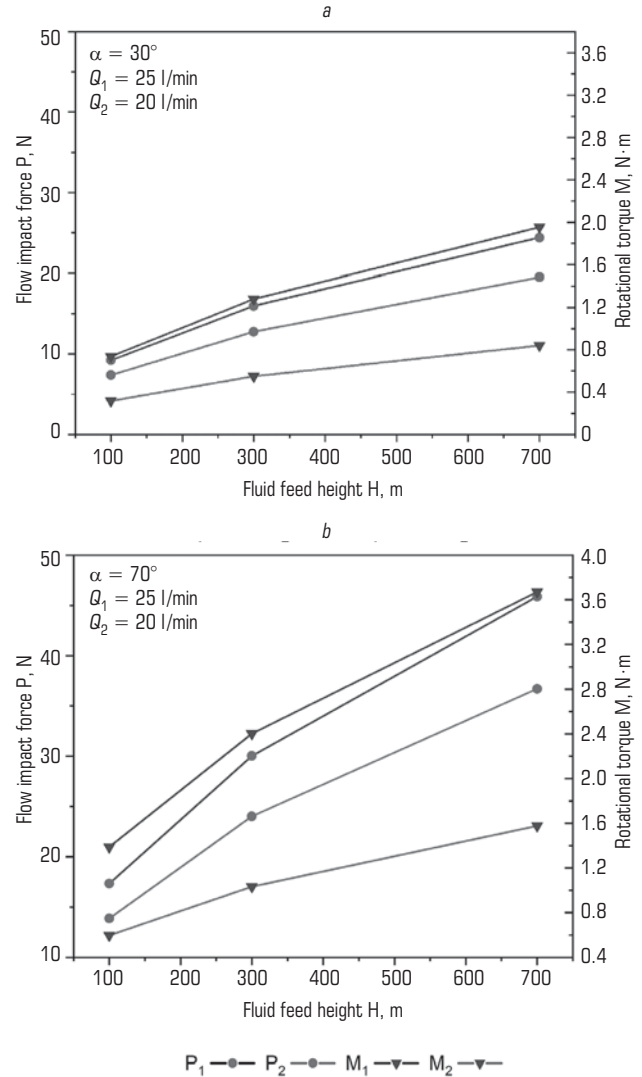 a
50
40
30
20
10
0
Flow impact force P, N
α = 30°
Q₁ = 25 l/min
Q₂ = 20 l/min
3.6
3.2
2.8
2.4
2.0
1.6
1.2
0.8
0.4
0
Rotational torque M, N·m
100 200 300 400 500 600 700
Fluid feed height H, m
b
50
40
30
20
10
Flow impact force P, N
α = 70°
Q₁ = 25 l/min
Q₂ = 20 l/min
4.0
3.6
3.2
2.8
2.4
2.0
1.6
1.2
0.8
0.4
Rotational torque M, N·m
100 200 300 400 500 600 700
Fluid feed height H, m
P₁ P₂ M₁ M₂